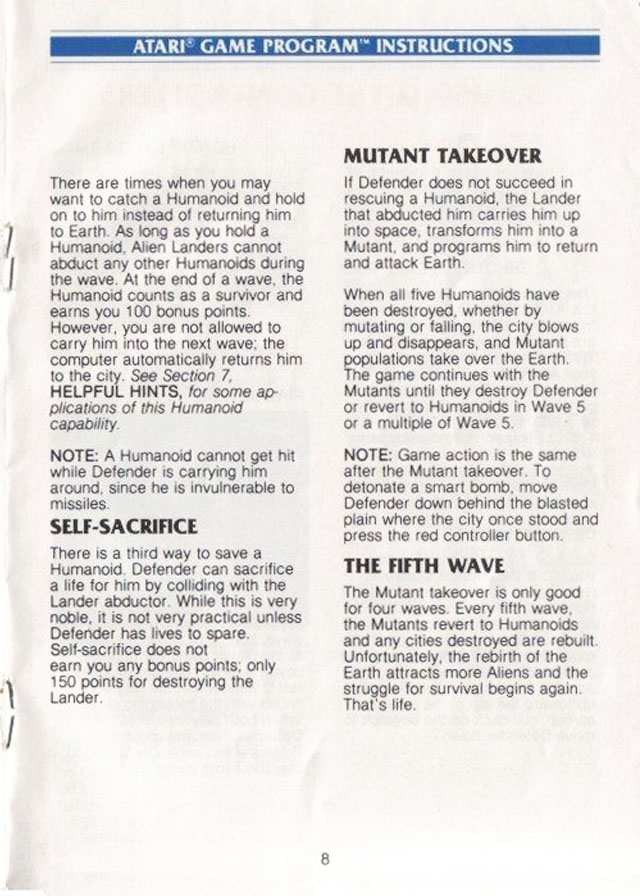 ATARI® GAME PROGRAM™ INSTRUCTIONS
There are times when you may
want to catch a Humanoid and hold
on to him instead of returning him
to Earth. As long as you hold a
Humanoid, Alien Landers cannot
abduct any other Humanoids during
the wave. At the end of a wave, the
Humanoid counts as a survivor and
earns you 100 bonus points.
However, you are not allowed to
carry him into the next wave; the
computer automatically returns him
to the city. See Section 7,
HELPFUL HINTS, for some ap-
plications of this Humanoid
capability.
NOTE: A Humanoid cannot get hit
while Defender is carrying him
around, since he is invulnerable to
missiles.
SELF-SACRIFICE
There is a third way to save a
Humanoid. Defender can sacrifice
a life for him by colliding with the
Lander abductor. While this is very
noble, it is not very practical unless
Defender has lives to spare.
Self-sacrifice does not
earn you any bonus points; only
150 points for destroying the
Lander.
MUTANT TAKEOVER
If Defender does not succeed in
rescuing a Humanoid, the Lander
that abducted him carries him up
into space, transforms him into a
Mutant, and programs him to return
and attack Earth.
When all five Humanoids have
been destroyed, whether by
mutating or falling, the city blows
up and disappears, and Mutant
populations take over the Earth.
The game continues with the
Mutants until they destroy Defender
or revert to Humanoids in Wave 5
or a multiple of Wave 5.
NOTE: Game action is the same
after the Mutant takeover. To
detonate a smart bomb, move
Defender down behind the blasted
plain where the city once stood and
press the red controller button.
THE FIFTH WAVE
The Mutant takeover is only good
for four waves. Every fifth wave,
the Mutants revert to Humanoids
and any cities destroyed are rebuilt.
Unfortunately, the rebirth of the
Earth attracts more Aliens and the
struggle for survival begins again.
That's life.
8